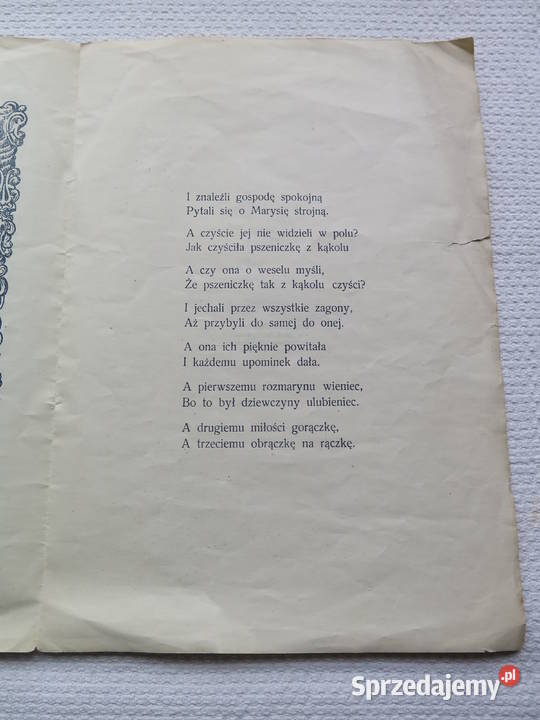 I znaleźli gospodę spokojną
Pytali się o Marysię strojną.
A czyście jej nie widzieli w polu?
Jak czyściła pszeniczkę z kąkolu
A czy ona o weselu myśli,
Że pszeniczkę tak z kąkolu czyści?
I jechali przez wszystkie zagony,
Aż przybyli do samej do onej.
A ona ich pięknie powitała
I każdemu upominek dała.
A pierwszemu rozmarynu wieniec,
Bo to był dziewczyny ulubieniec.
A drugiemu miłości gorączkę,
A trzeciemu obrączkę na rączkę.
Sprzedajemy.pl